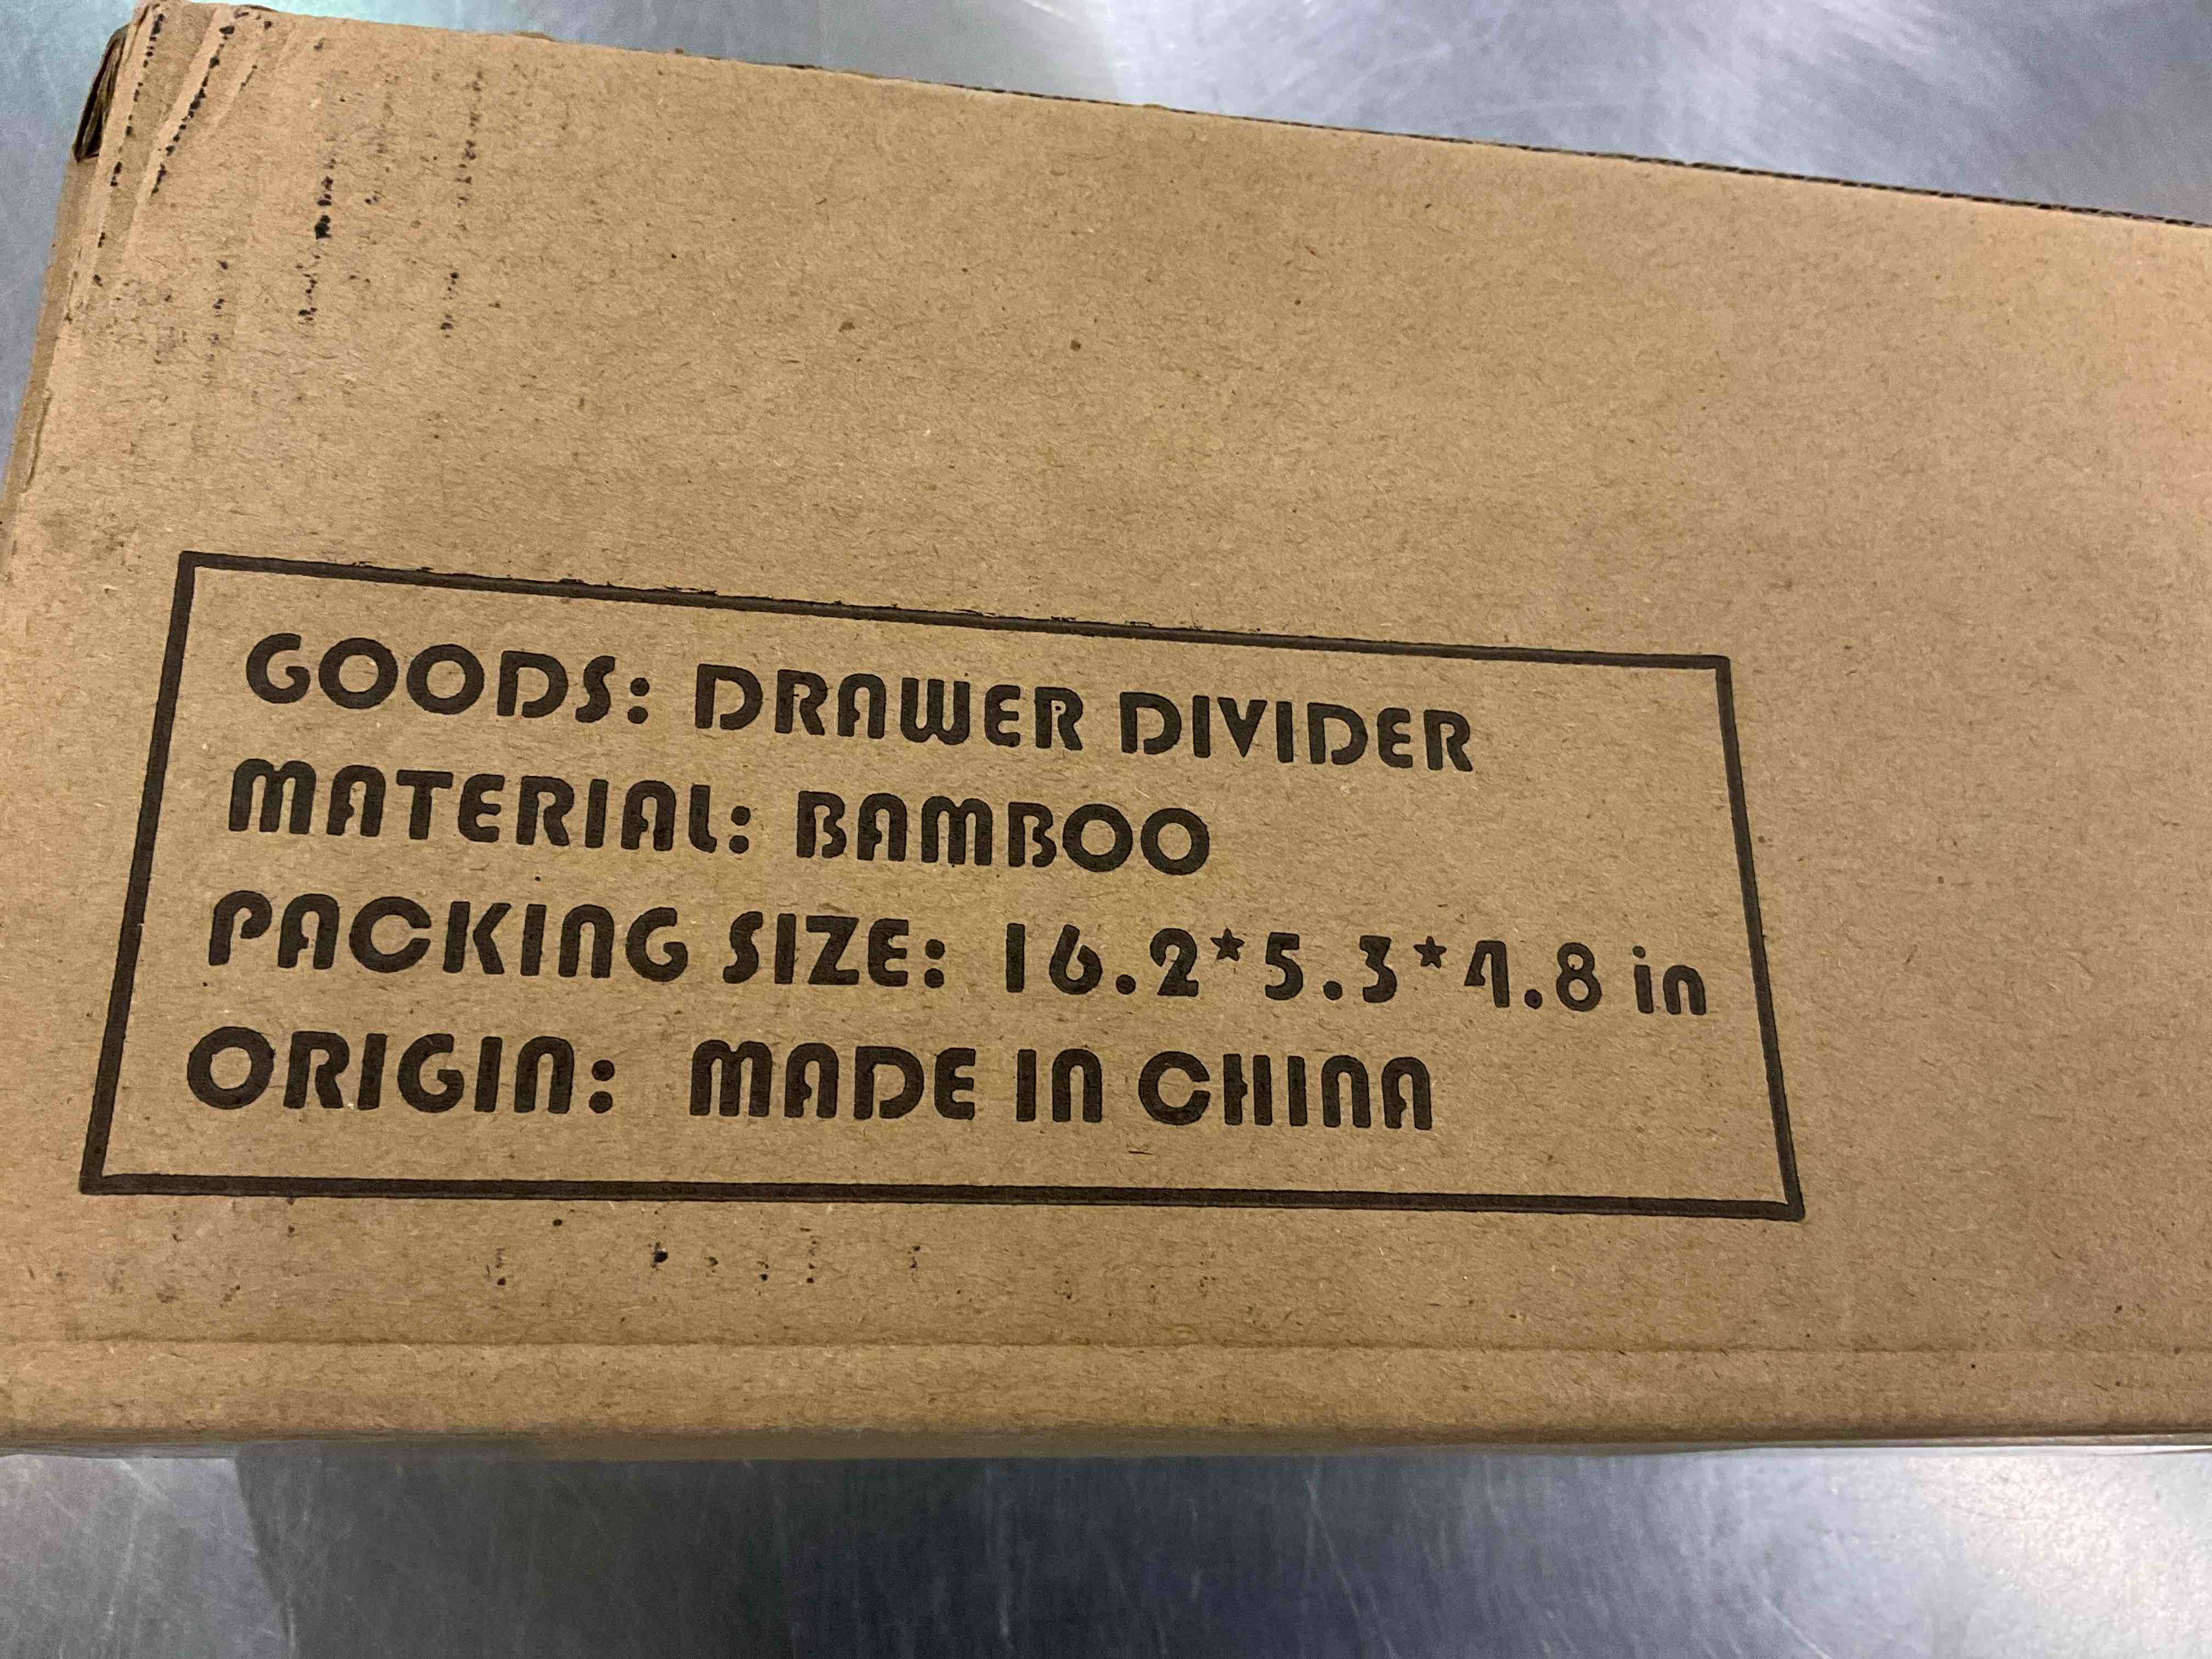 GOODS: DRAWER DIVIDER
MATERIAL: BAMBOO
PACKING SIZE: 16.2*5.3*4.8 in
ORIGIN: MADE IN CHINA